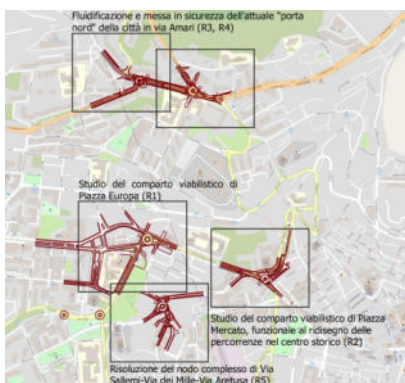 Fluidificazione e messa in sicurezza dell'attuale "porta
nord" della città in via Amari (R3, R4)
Studio del comparto viabilistico di
Piazza Europa (R1)
Studio del comparto viabilistico di Piazza
Mercato, funzionale al ridisegno delle
percorrenze nel centro storico (R2)
Risoluzione del nodo complesso di Via
Sallemi-Via dei Mille-Via Aretusa (R5)